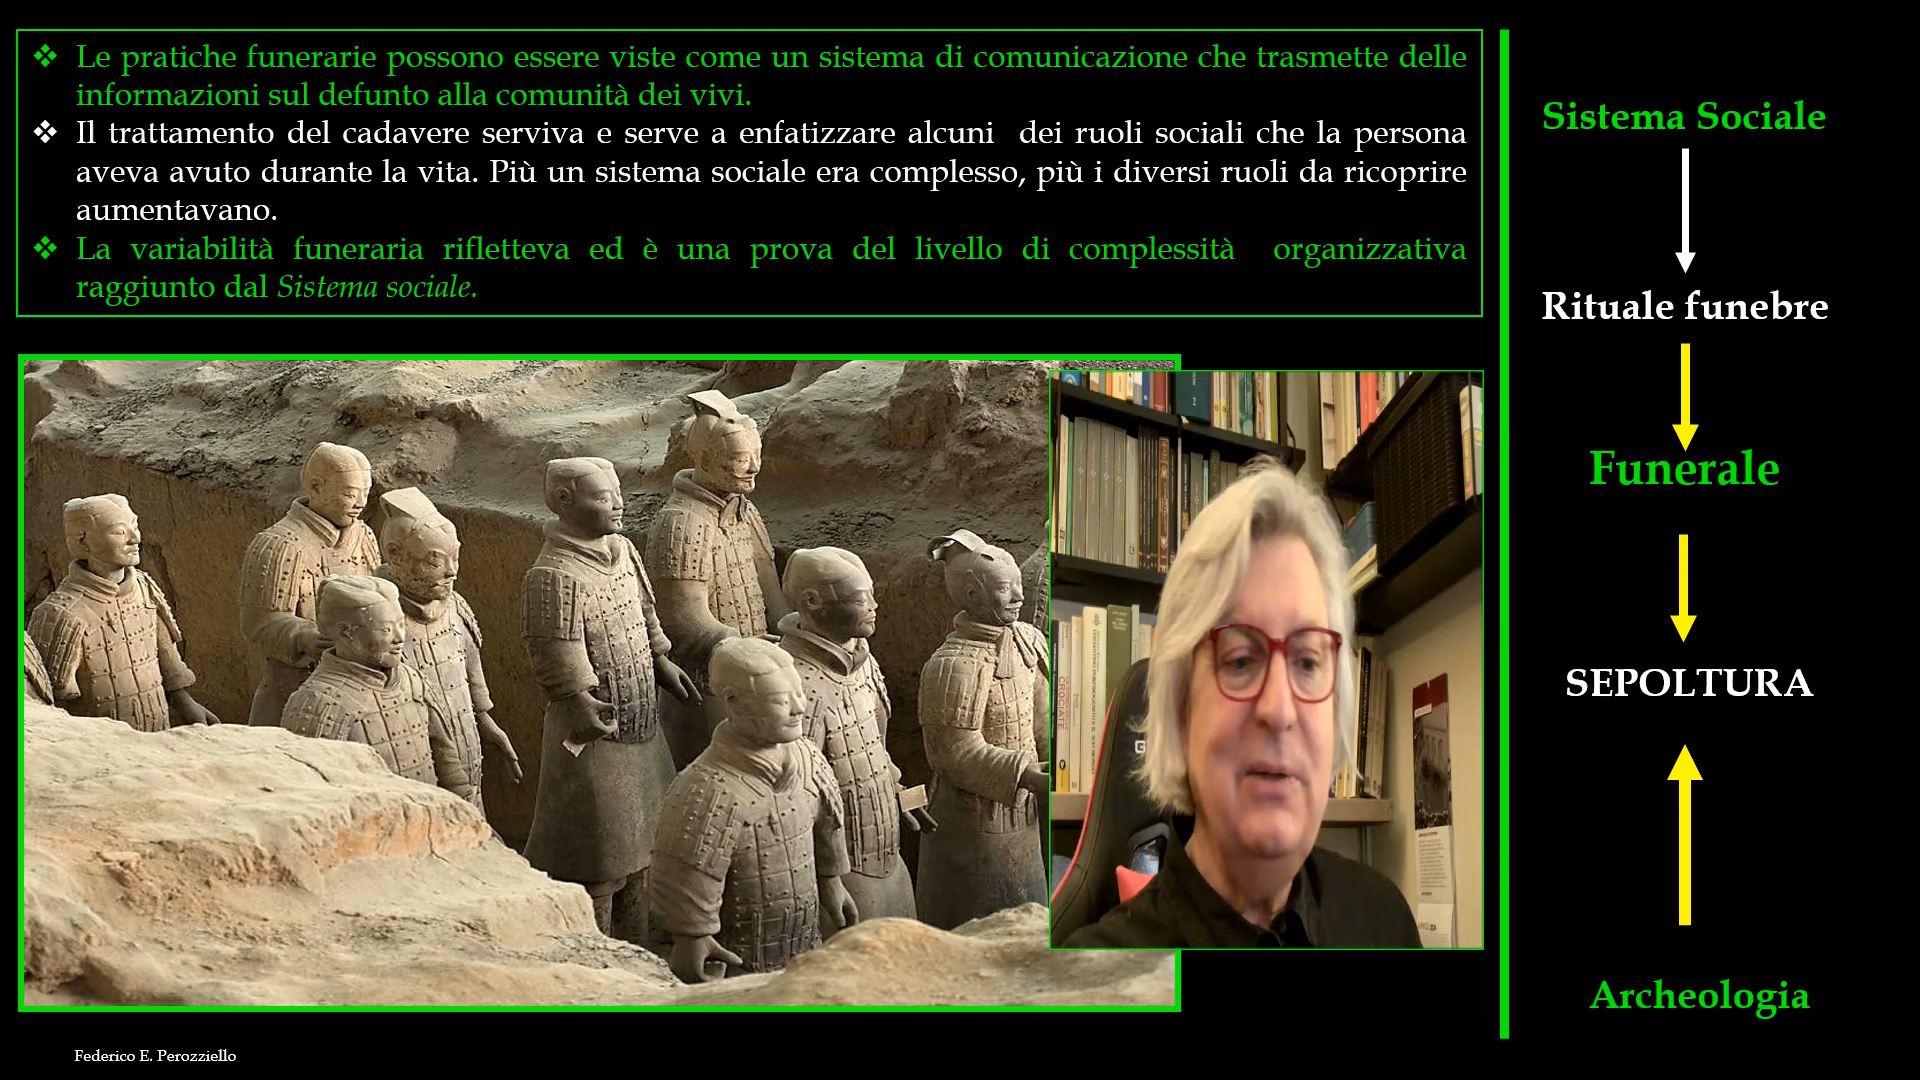 ❖ Le pratiche funerarie possono essere viste come un sistema di comunicazione che trasmette delle
informazioni sul defunto alla comunità dei vivi.
❖ Il trattamento del cadavere serviva e serve a enfatizzare alcuni  dei ruoli sociali che la persona
aveva avuto durante la vita. Più un sistema sociale era complesso, più i diversi ruoli da ricoprire
aumentavano.
❖ La variabilità funeraria rifletteva ed è una prova del livello di complessità  organizzativa
raggiunto dal Sistema sociale.
Sistema Sociale
Rituale funebre
Funerale
SEPOLTURA
Archeologia
CROCIATE
Federico E. Perozziello